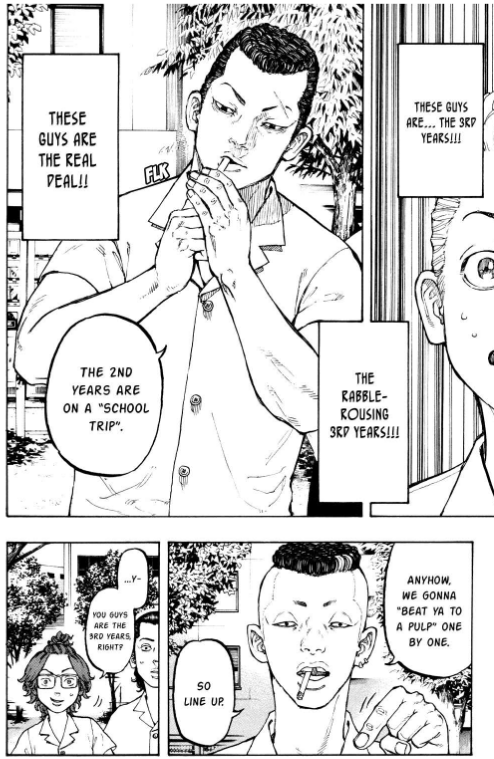 THESE GUYS
ARE... THE 3RD
YEARS!!!
THE
RABBLE-
ROUSING
3RD YEARS!!!
THESE
GUYS ARE
THE REAL
DEAL!!
FLK
THE 2ND
YEARS ARE
ON A "SCHOOL
TRIP".
ANYHOW,
WE GONNA
"BEAT YA TO
A PULP" ONE
BY ONE.
SO
LINE UP.
...Y-
YOU GUYS
ARE THE
3RD YEARS,
RIGHT?